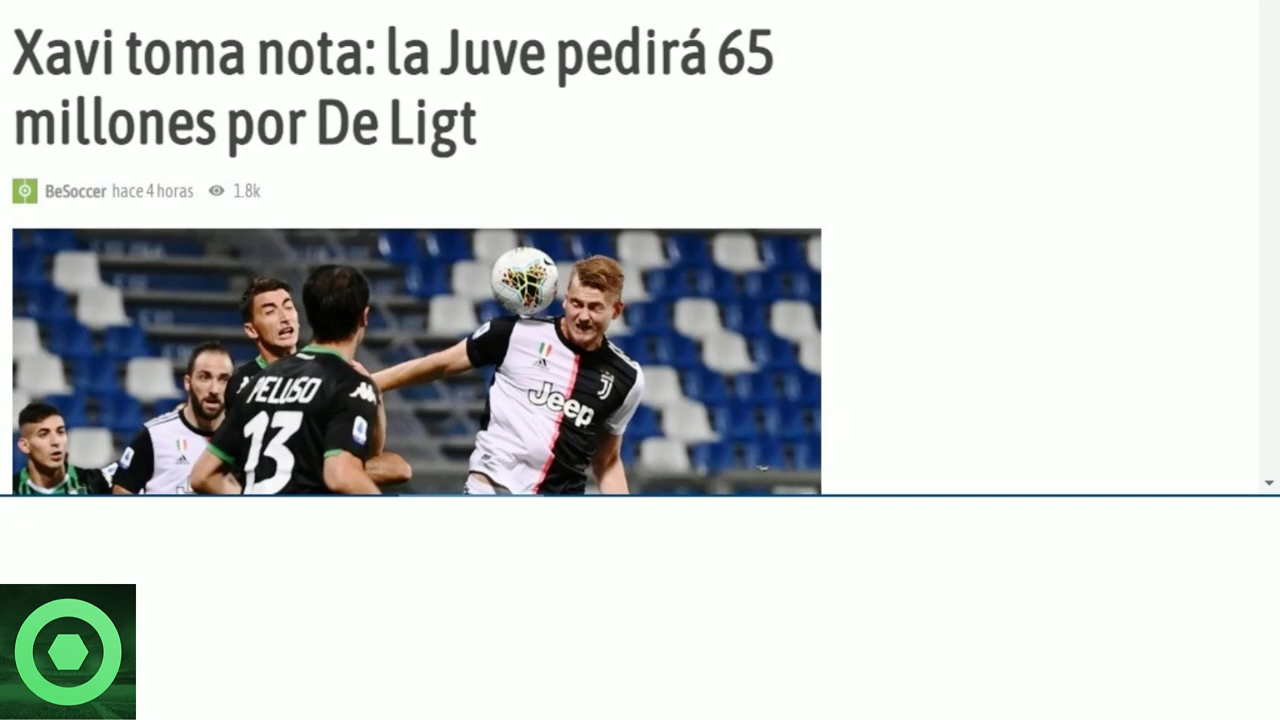 Xavi toma nota: la Juve pedirá 65
millones por De Ligt
BeSoccer hace 4 horas 1.8k
PELUSO
13
Jeep